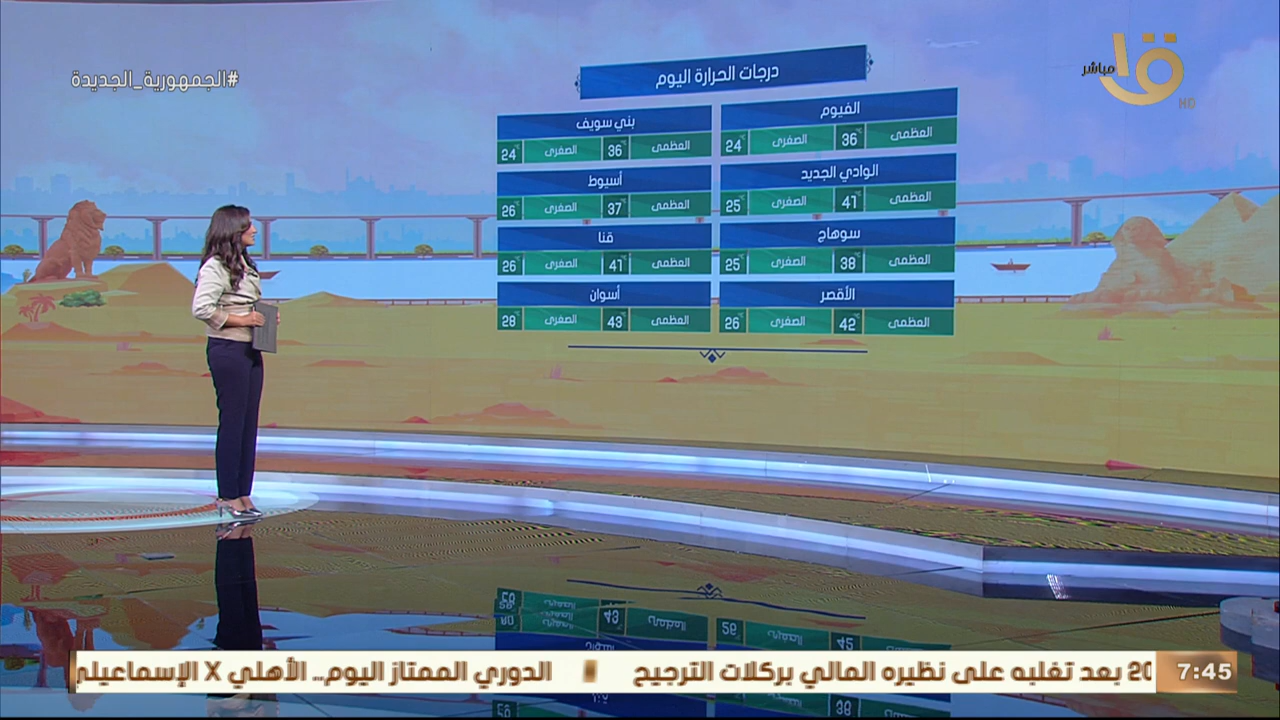 #الجمهورية_الجديدة
مباشر
HD
درجات الحرارة اليوم
الفيوم
العظمى 36 الصغرى 24
بني سويف
العظمى 36 الصغرى 24
الوادي الجديد
العظمى 41 الصغرى 25
أسيوط
العظمى 37 الصغرى 26
سوهاج
العظمى 38 الصغرى 25
قنا
العظمى 41 الصغرى 26
الأقصر
العظمى 42 الصغرى 26
أسوان
العظمى 43 الصغرى 28
7:45
20 بعد تغلبه على نظيره المالي بركلات الترجيح
الدوري الممتاز اليوم.. الأهلي X الإسماعيلي